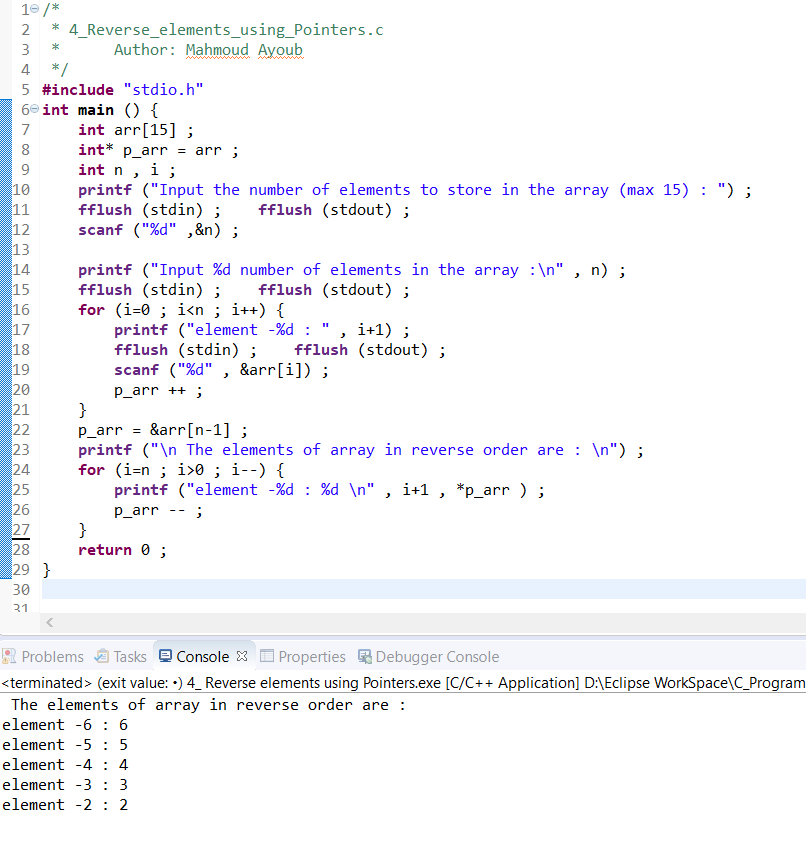 1 /*
2  * 4_Reverse_elements_using_Pointers.c
3  *      Author: Mahmoud Ayoub
4  */
5 #include "stdio.h"
6 int main () {
7     int arr[15] ;
8     int* p_arr = arr ;
9     int n , i ;
10     printf ("Input the number of elements to store in the array (max 15) : ") ;
11     fflush (stdin) ;    fflush (stdout) ;
12     scanf ("%d" ,&n) ;
13
14     printf ("Input %d number of elements in the array :\n" , n) ;
15     fflush (stdin) ;    fflush (stdout) ;
16     for (i=0 ; i<n ; i++) {
17         printf ("element -%d : " , i+1) ;
18         fflush (stdin) ;    fflush (stdout) ;
19         scanf ("%d" , &arr[i]) ;
20         p_arr ++ ;
21     }
22     p_arr = &arr[n-1] ;
23     printf ("\n The elements of array in reverse order are : \n") ;
24     for (i=n ; i>0 ; i--) {
25         printf ("element -%d : %d \n" , i+1 , *p_arr ) ;
26         p_arr -- ;
27     }
28     return 0 ;
29 }
30
31
Problems Tasks Console Properties Debugger Console
<terminated> (exit value: •) 4_ Reverse elements using Pointers.exe [C/C++ Application] D:\Eclipse WorkSpace\C_Program
 The elements of array in reverse order are :
element -6 : 6
element -5 : 5
element -4 : 4
element -3 : 3
element -2 : 2